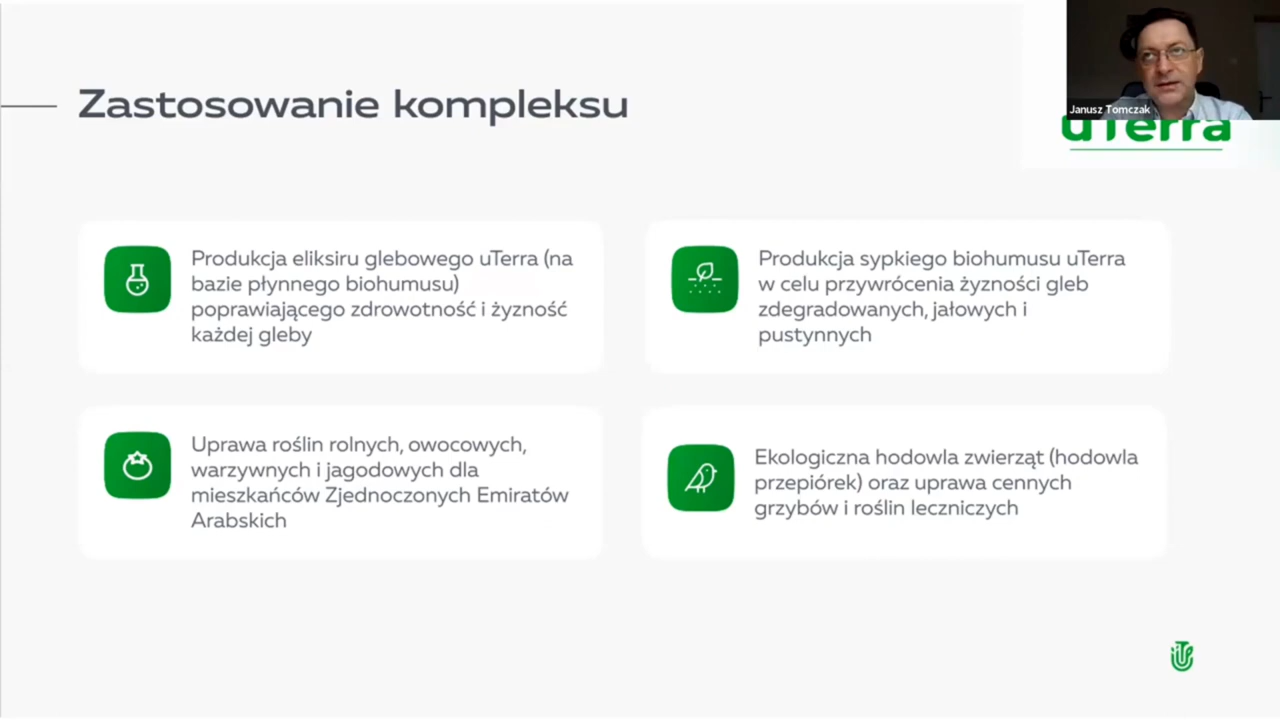 Zastosowanie kompleksu
Janusz Tomczak
uTerra
Produkcja eliksiru glebowego uTerra (na
bazie płynnego biohumusu)
poprawiającego zdrowotność i żyzność
każdej gleby
Produkcja sypkiego biohumusu uTerra
w celu przywrócenia żyzności gleb
zdegradowanych, jałowych i
pustynnych
Uprawa roślin rolnych, owocowych,
warzywnych i jagodowych dla
mieszkańców Zjednoczonych Emiratów
Arabskich
Ekologiczna hodowla zwierząt (hodowla
przepiórek) oraz uprawa cennych
grzybów i roślin leczniczych